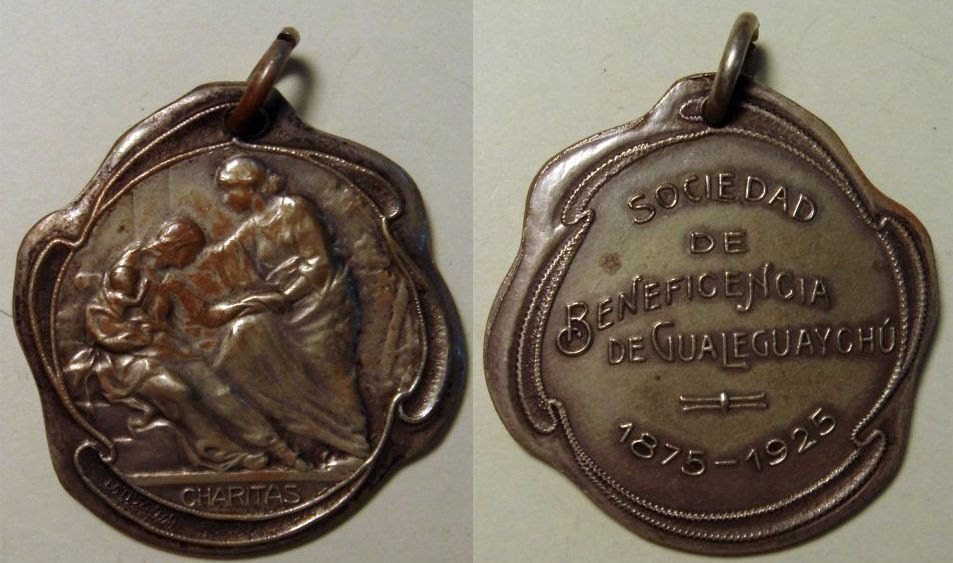 CHARITAS
SOCIEDAD
DE
BENEFICENCIA
DE GUALEGUAYCHÚ
1875-1925